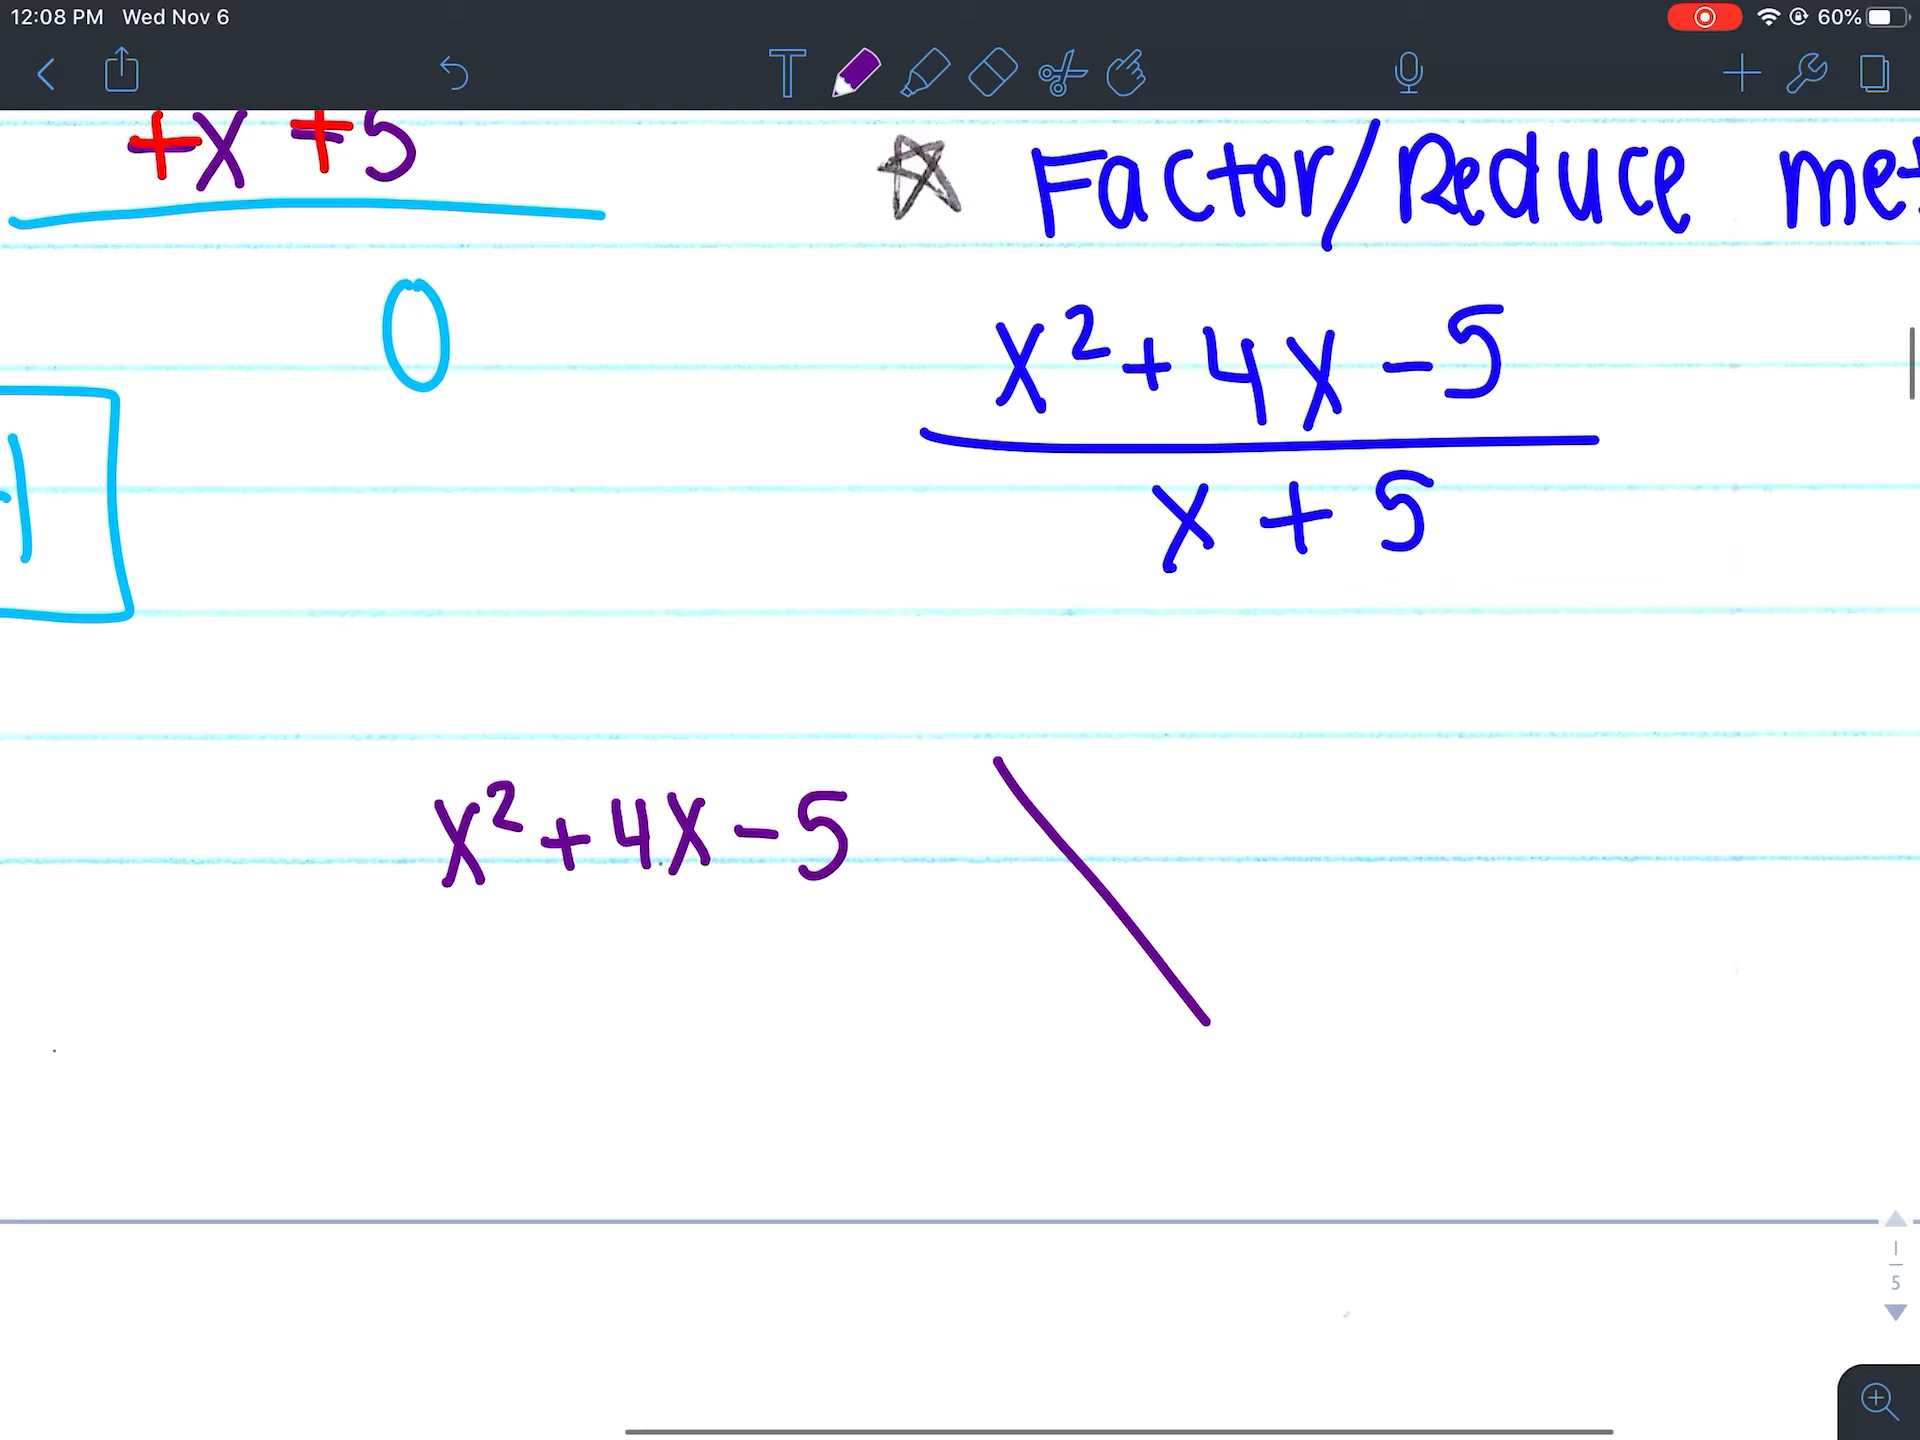 12:08 PM Wed Nov 6
60%
T
+x +5
Factor/Reduce
0
x² + 4x - 5
x + 5
1
x² + 4x - 5
1
5